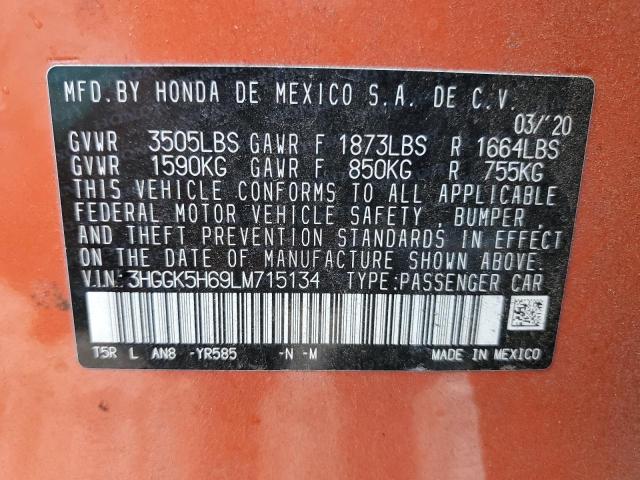 MFD.BY HONDA DE MEXICO S.A. DE C.V.
03/'20
GVWR 3505LBS GAWR F 1873LBS R 1664LBS
GVWR 1590KG GAWR F 850KG R 755KG
THIS VEHICLE CONFORMS TO ALL APPLICABLE
FEDERAL MOTOR VEHICLE SAFETY, BUMPER,
AND THEFT PREVENTION STANDARDS IN EFFECT
ON THE DATE OF MANUFACTURE SHOWN ABOVE.
V.I.N.: 3HGGK5H69LM715134 TYPE:PASSENGER CAR
T5R L AN8 -YR585 -N -M MADE IN MEXICO